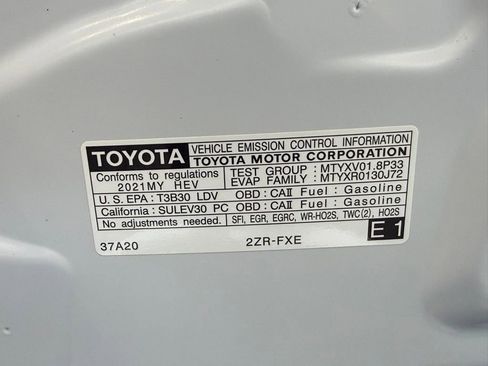 TOYOTA VEHICLE EMISSION CONTROL INFORMATION
TOYOTA MOTOR CORPORATION
Conforms to regulations TEST GROUP : MTYXV01.8P33
2021MY HEV EVAP FAMILY : MTYXR0130J72
U.S. EPA : T3B30 LDV OBD : CAII Fuel : Gasoline
California : SULEV30 PC OBD : CAII Fuel : Gasoline
No adjustments needed. SFI, EGR, EGRC, WR-HO2S, TWC(2), HO2S
37A20 2ZR-FXE E 1